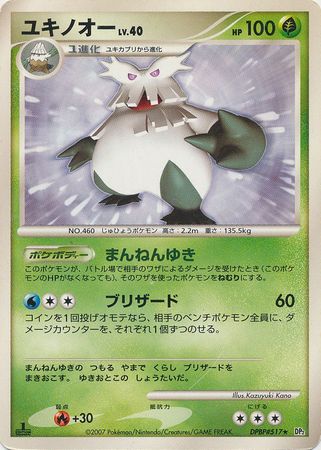 ユキノオー LV.40 HP 100
1進化 ユキカブリから進化
NO.460 じゅひょうポケモン 高さ：2.2m 重さ：135.5kg
ポケボディー まんねんゆき
このポケモンが、バトル場で相手のワザによるダメージを受けたとき（このポケ
モンのHPがなくなっても）、そのワザを使ったポケモンをねむりにする。
ブリザード 60
コインを1回投げオモテなら、相手のベンチポケモン全員に、ダ
メージカウンターを、それぞれ1個ずつのせる。
まんねんゆきの つもる やまで くらし ブリザードを
まきおこす。 ゆきおとこの しょうたいだ。
Illus.Kazuyuki Kano
弱点 +30 抵抗力 にげる
1 EDITION
©2007 Pokémon/Nintendo/Creatures/GAME FREAK. DPBP#517★ DP3